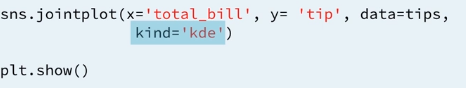 sns.jointplot(x='total_bill', y= 'tip', data=tips,
kind='kde')
plt.show()